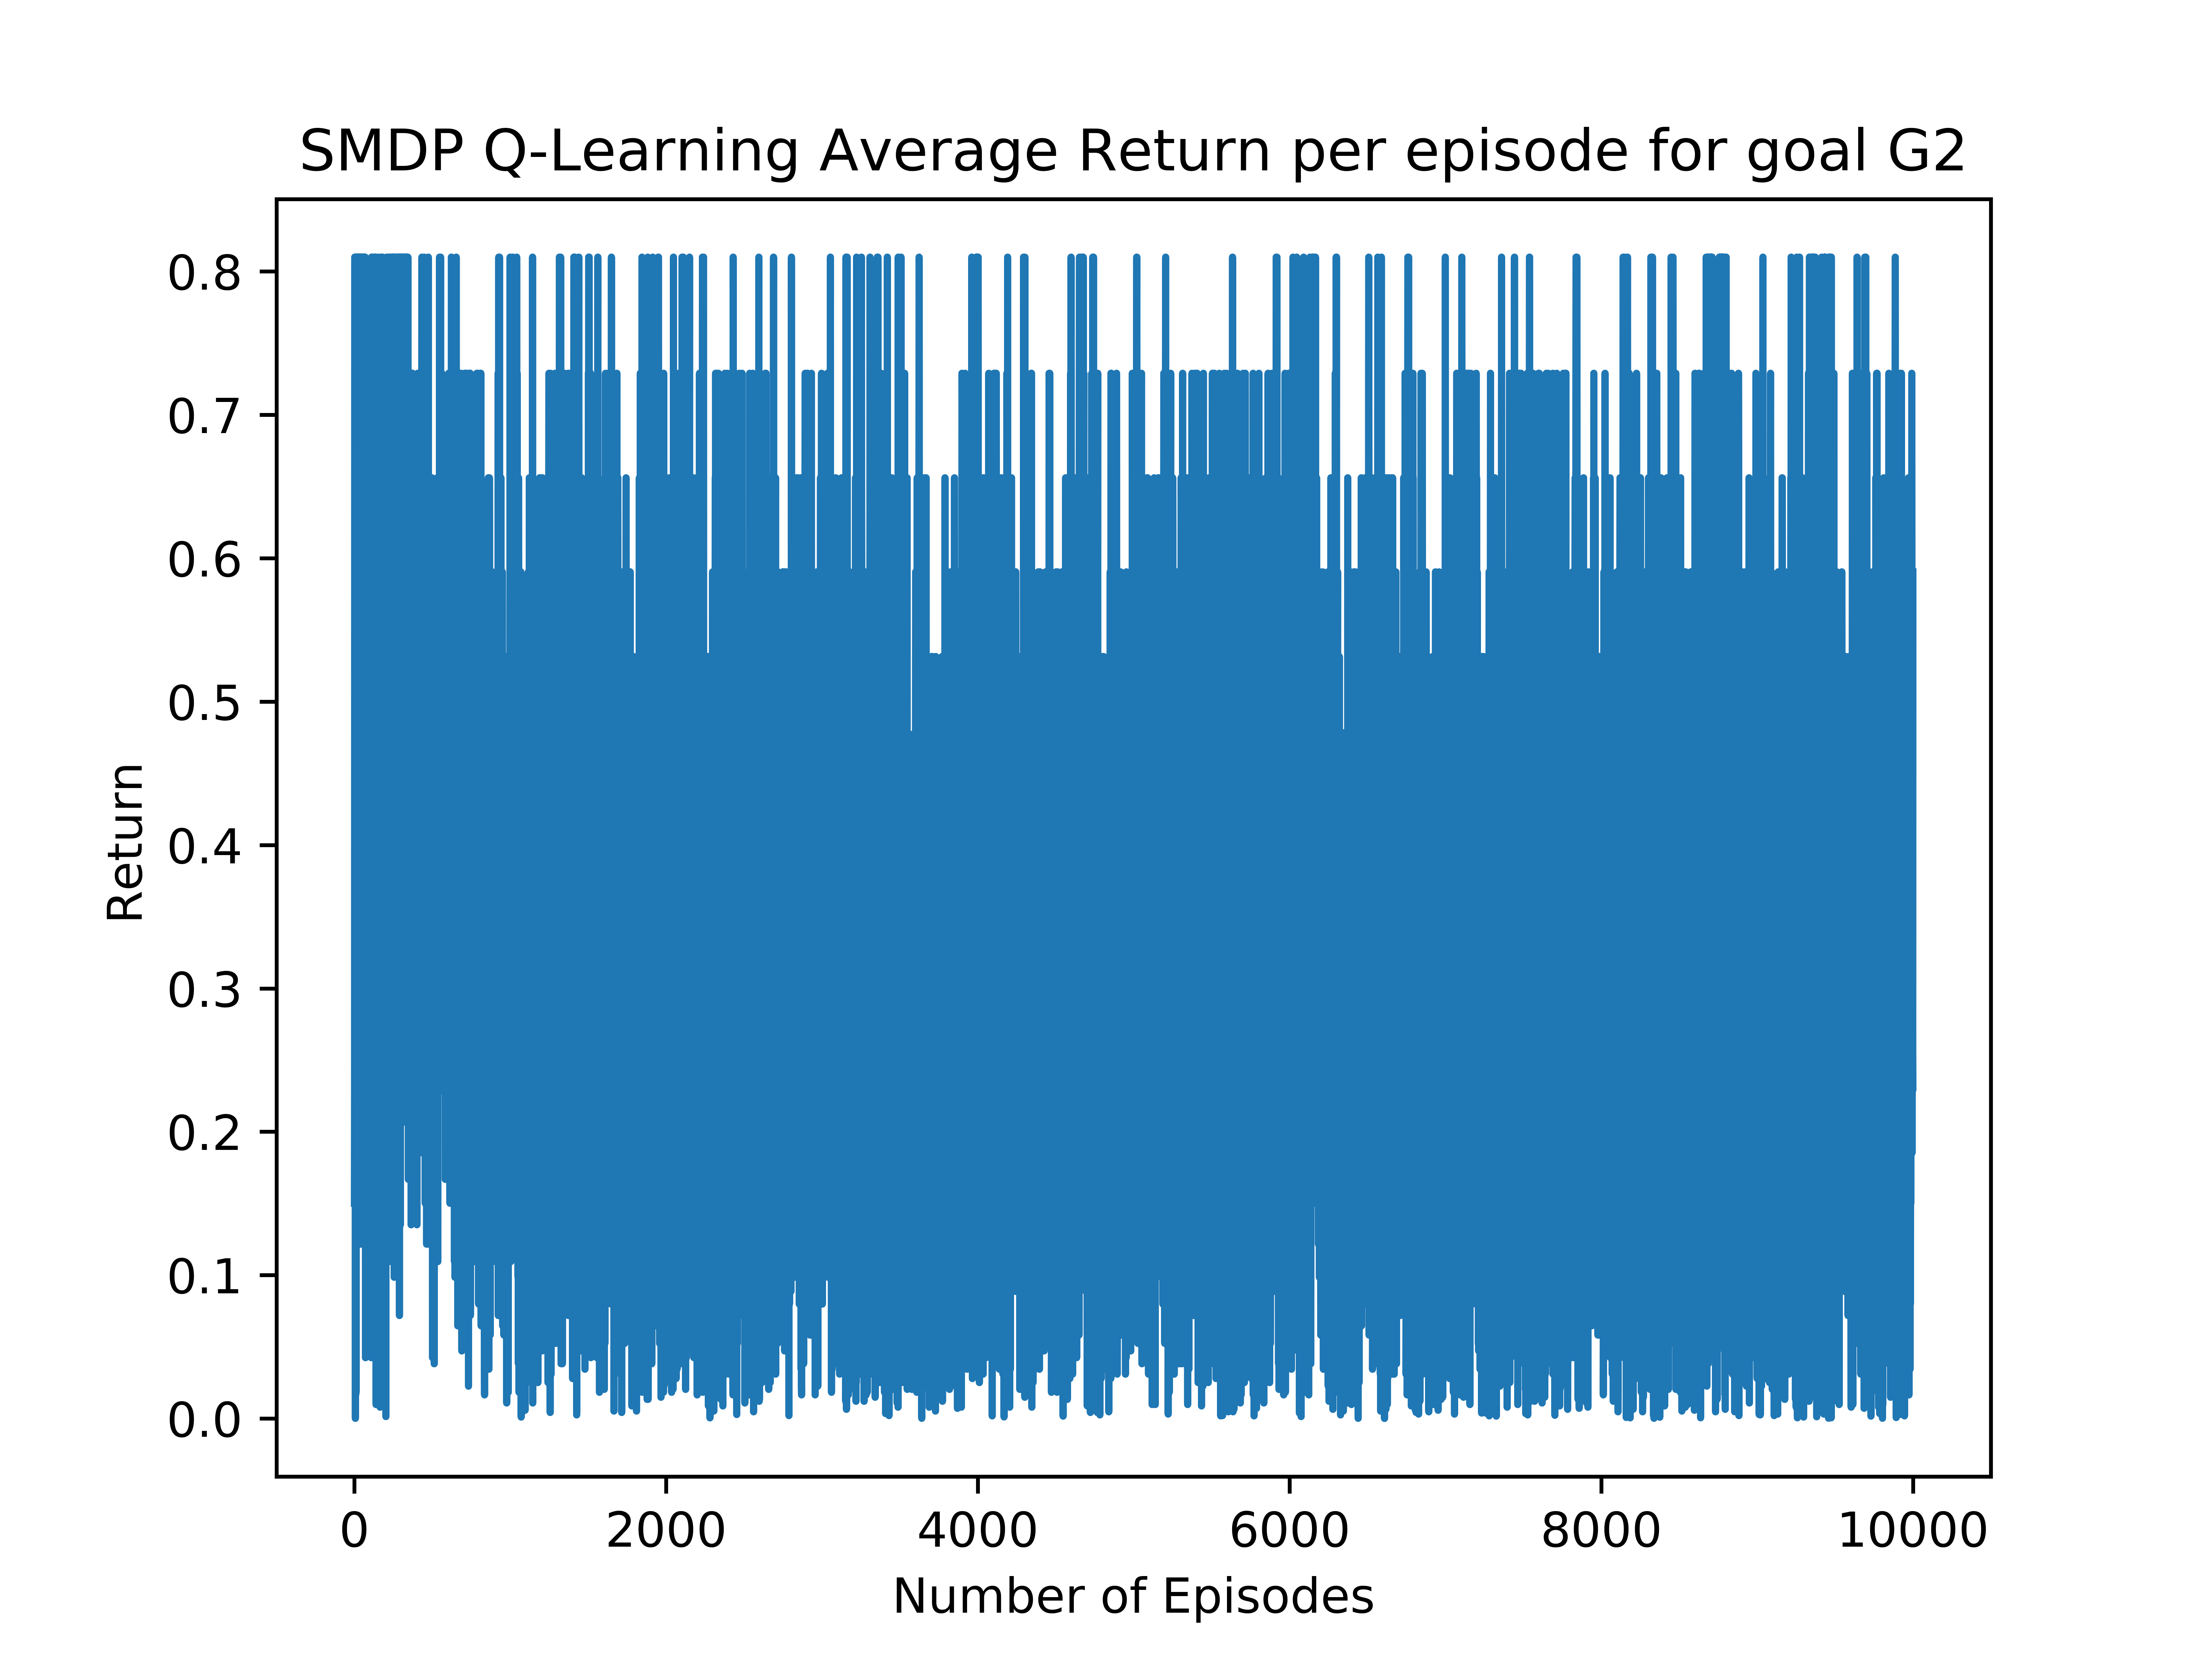 SMDP Q-Learning Average Return per episode for goal G2
0.8
0.7
0.6
0.5
0.4
0.3
0.2
0.1
0.0
Return
0 2000 4000 6000 8000 10000
Number of Episodes